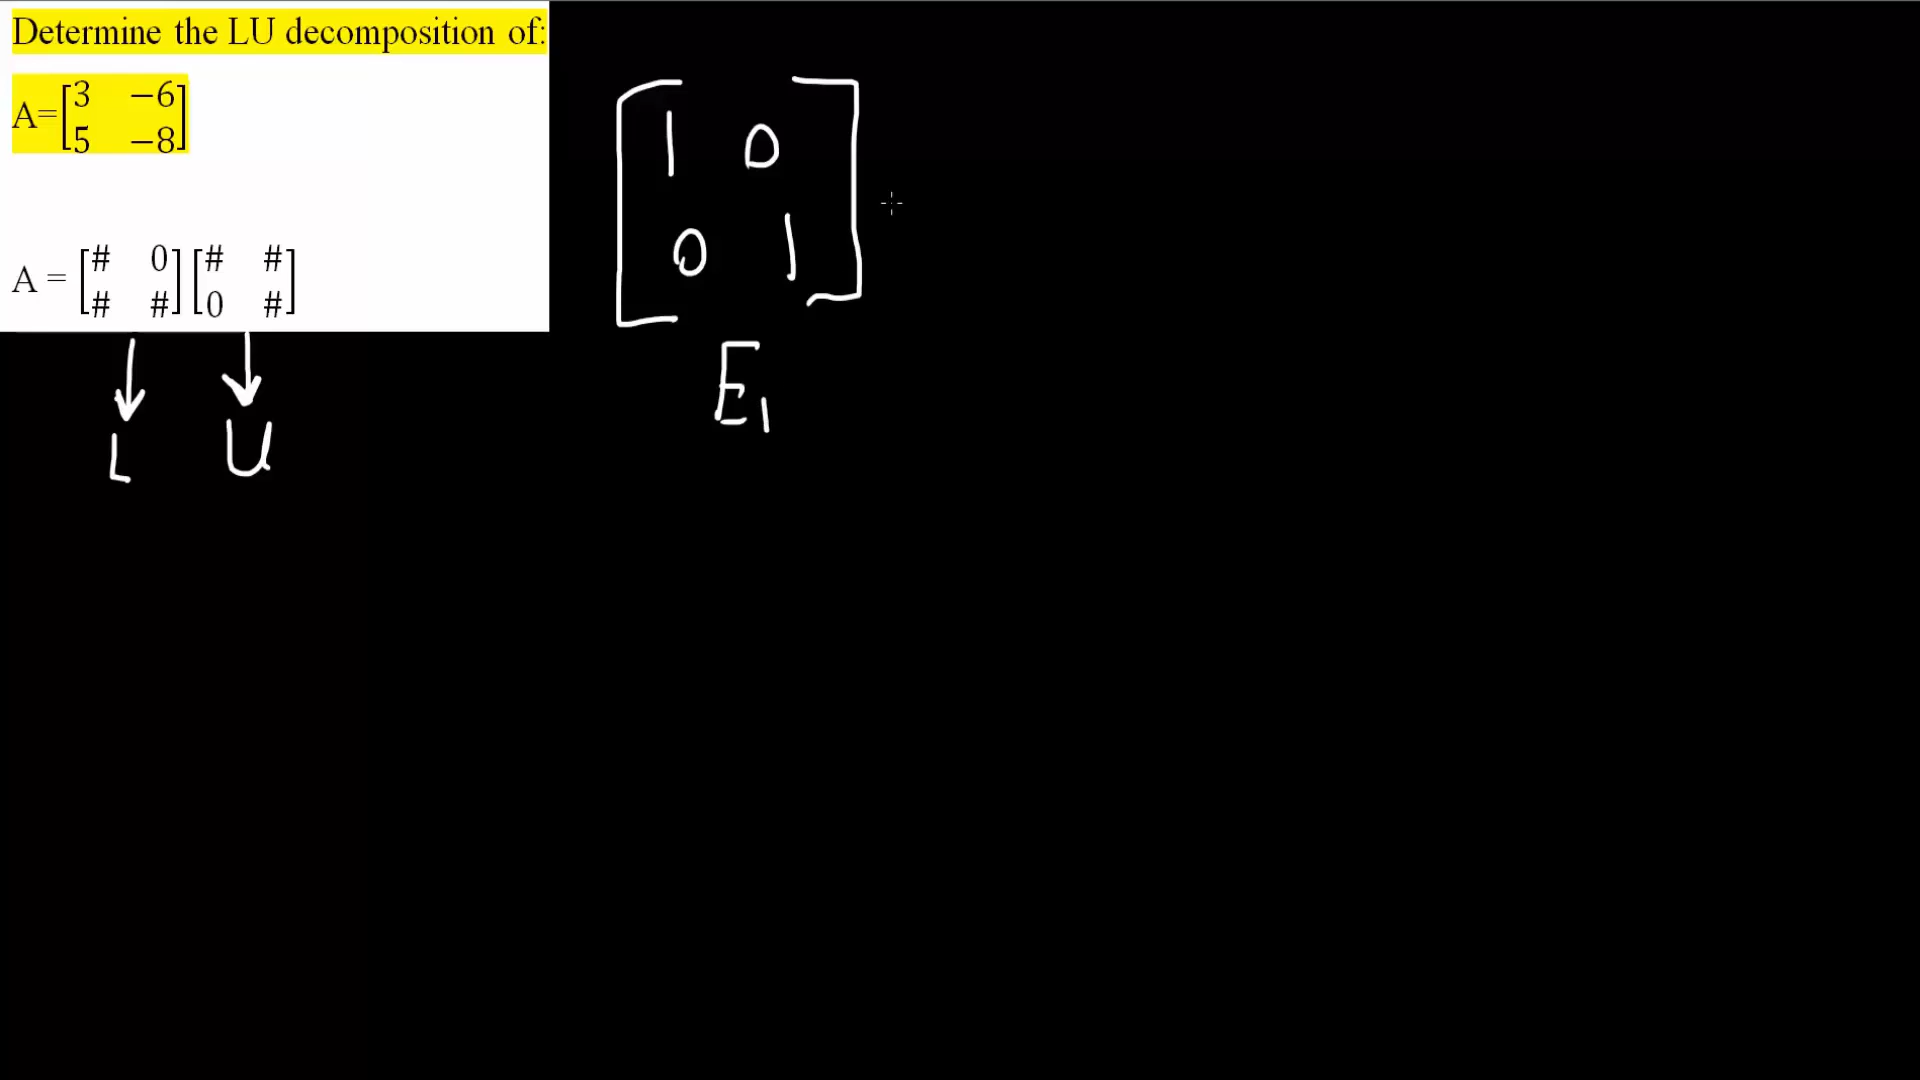 Determine the LU decomposition of:
A=[3 −6]
[5 −8]
A = [# 0] [# #]
[# #] [0 #]
L U
1 0
0 1
E1